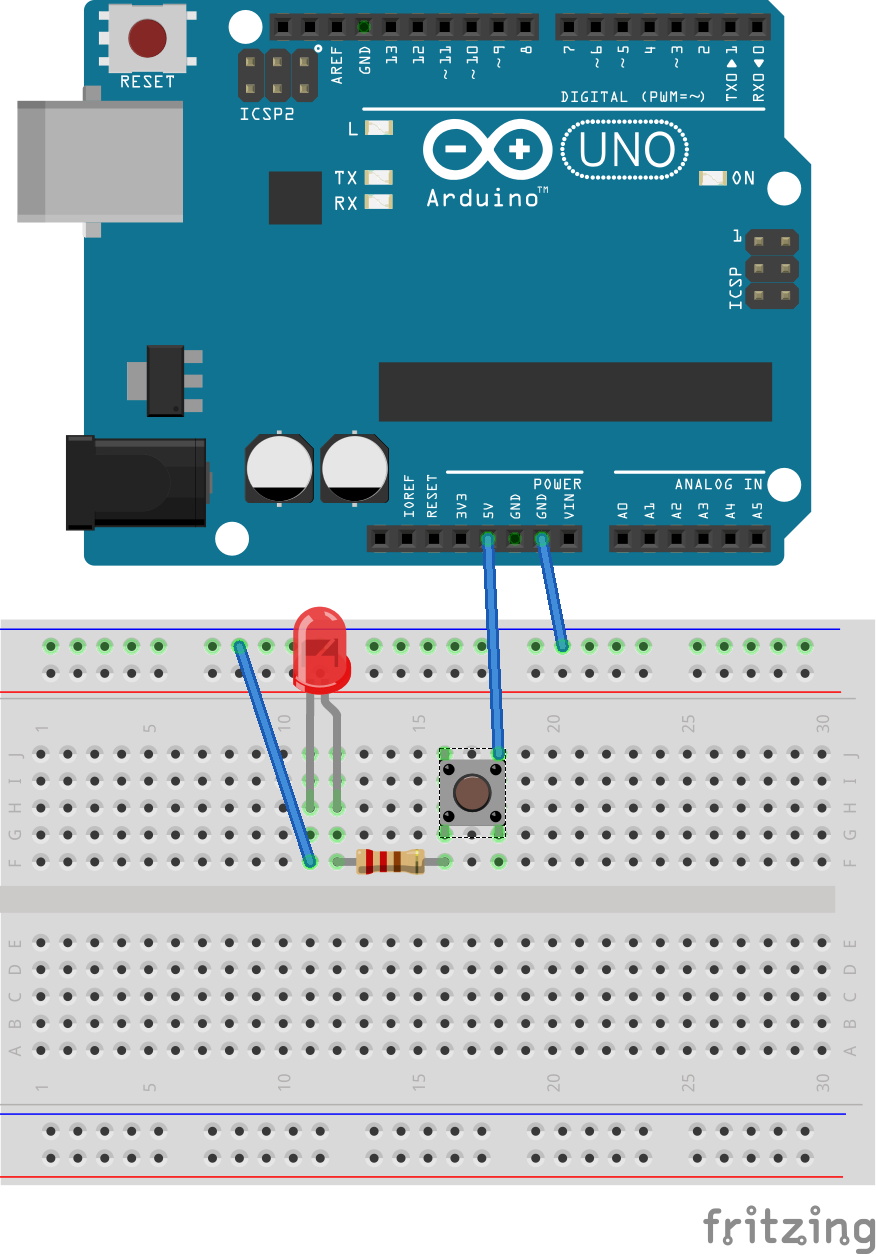 RESET
ICSP2
AREF
GND
13
12
~11
~10
~9
8
7
~6
~5
4
~3
2
TX0▶1
RX0◀0
DIGITAL (PWM=~)
L
TX
RX
UNO
Arduino™
ON
1
ICSP
POWER
ANALOG IN
IOREF
RESET
3V3
5V
GND
GND
VIN
A0
A1
A2
A3
A4
A5
1 5 10 15 20 25 30
J J
I I
H H
G G
F F
E E
D D
C C
B B
A A
1 5 10 15 20 25 30
fritzing